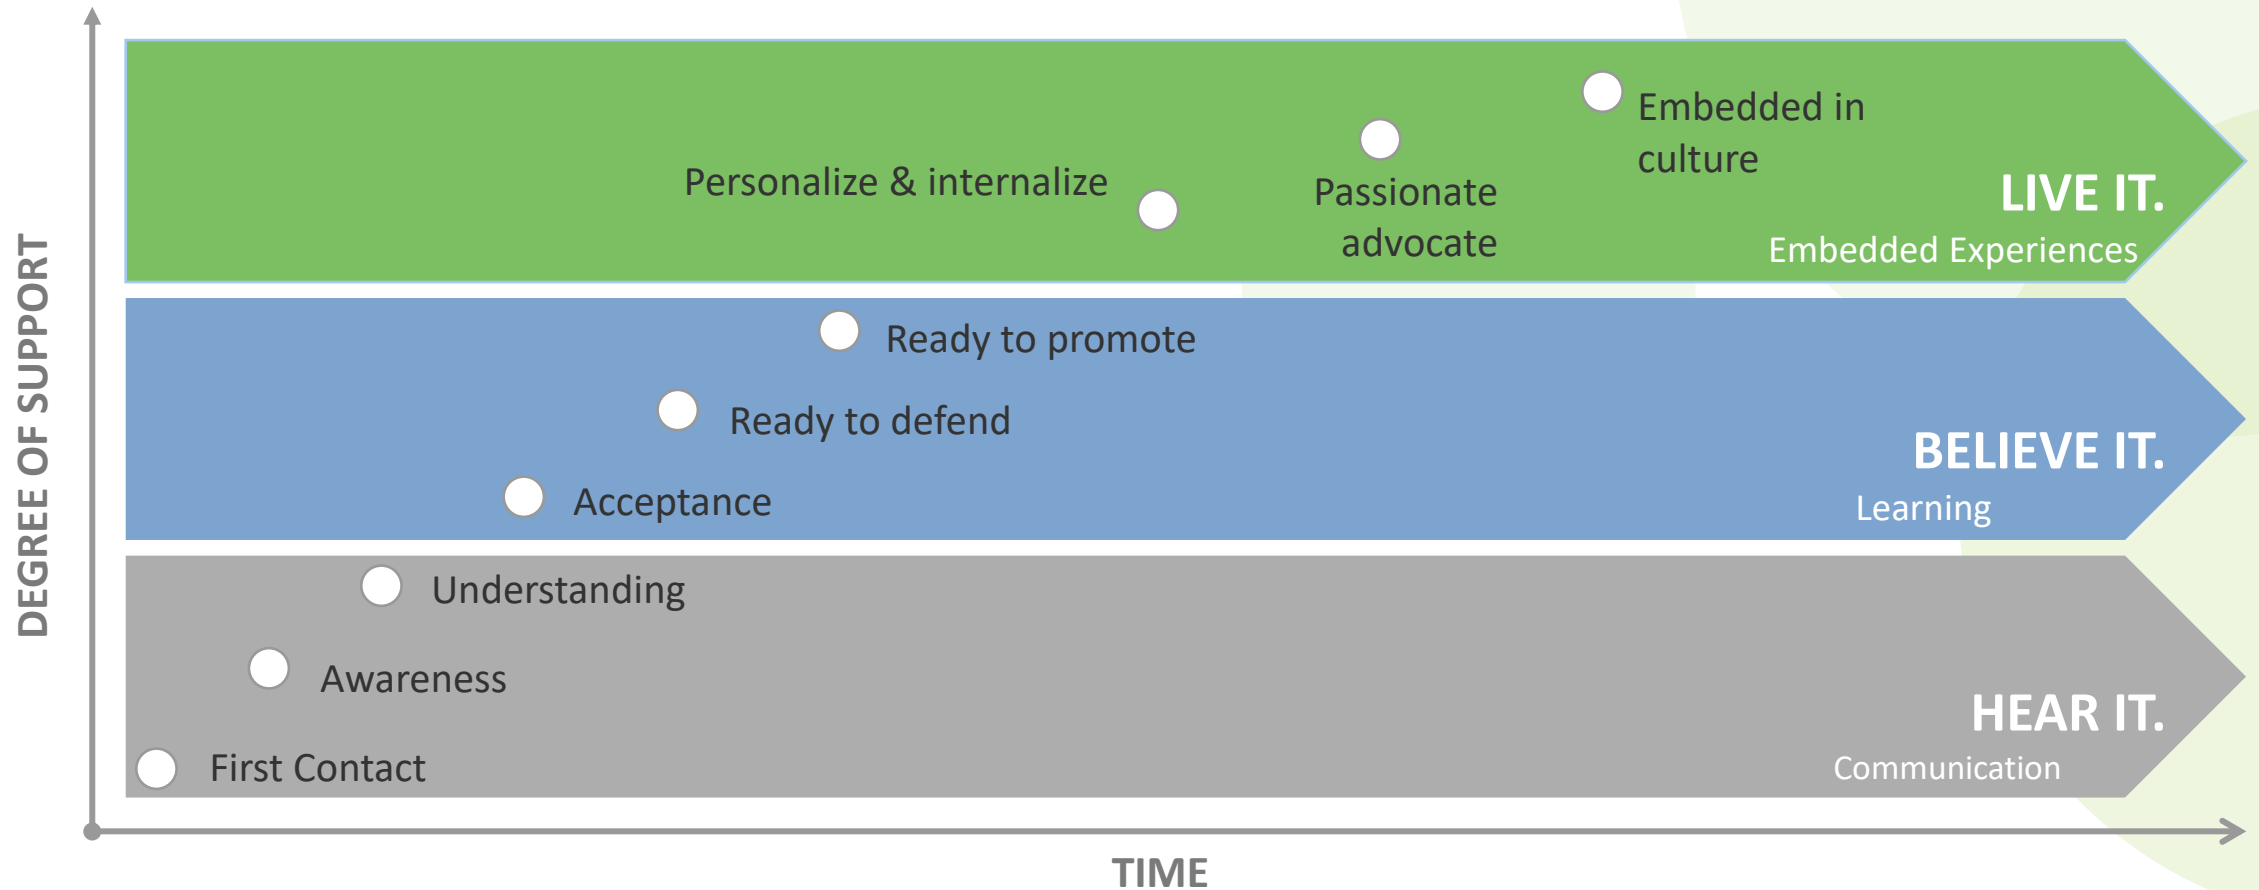 DEGREE OF SUPPORT
Embedded in
culture
Personalize & internalize
Passionate
advocate
LIVE IT.
Embedded Experiences
Ready to promote
Ready to defend
Acceptance
BELIEVE IT.
Learning
Understanding
Awareness
First Contact
HEAR IT.
Communication
TIME